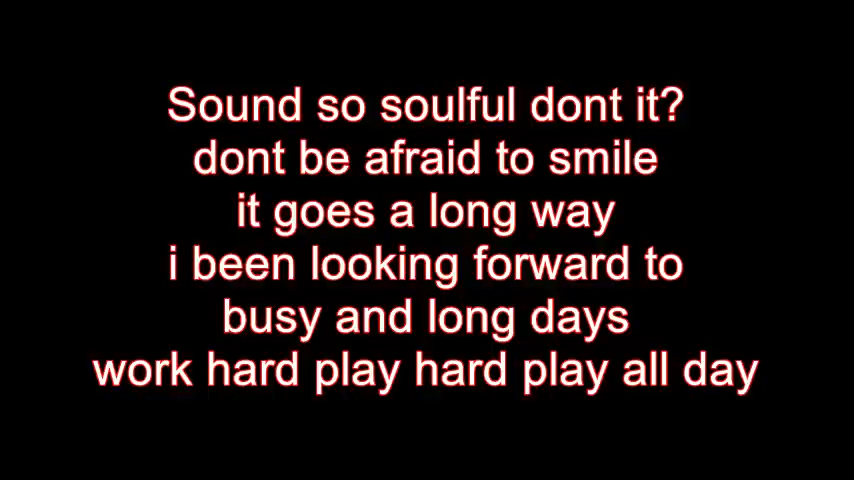 Sound so soulful dont it?
dont be afraid to smile
it goes a long way
i been looking forward to
busy and long days
work hard play hard play all day